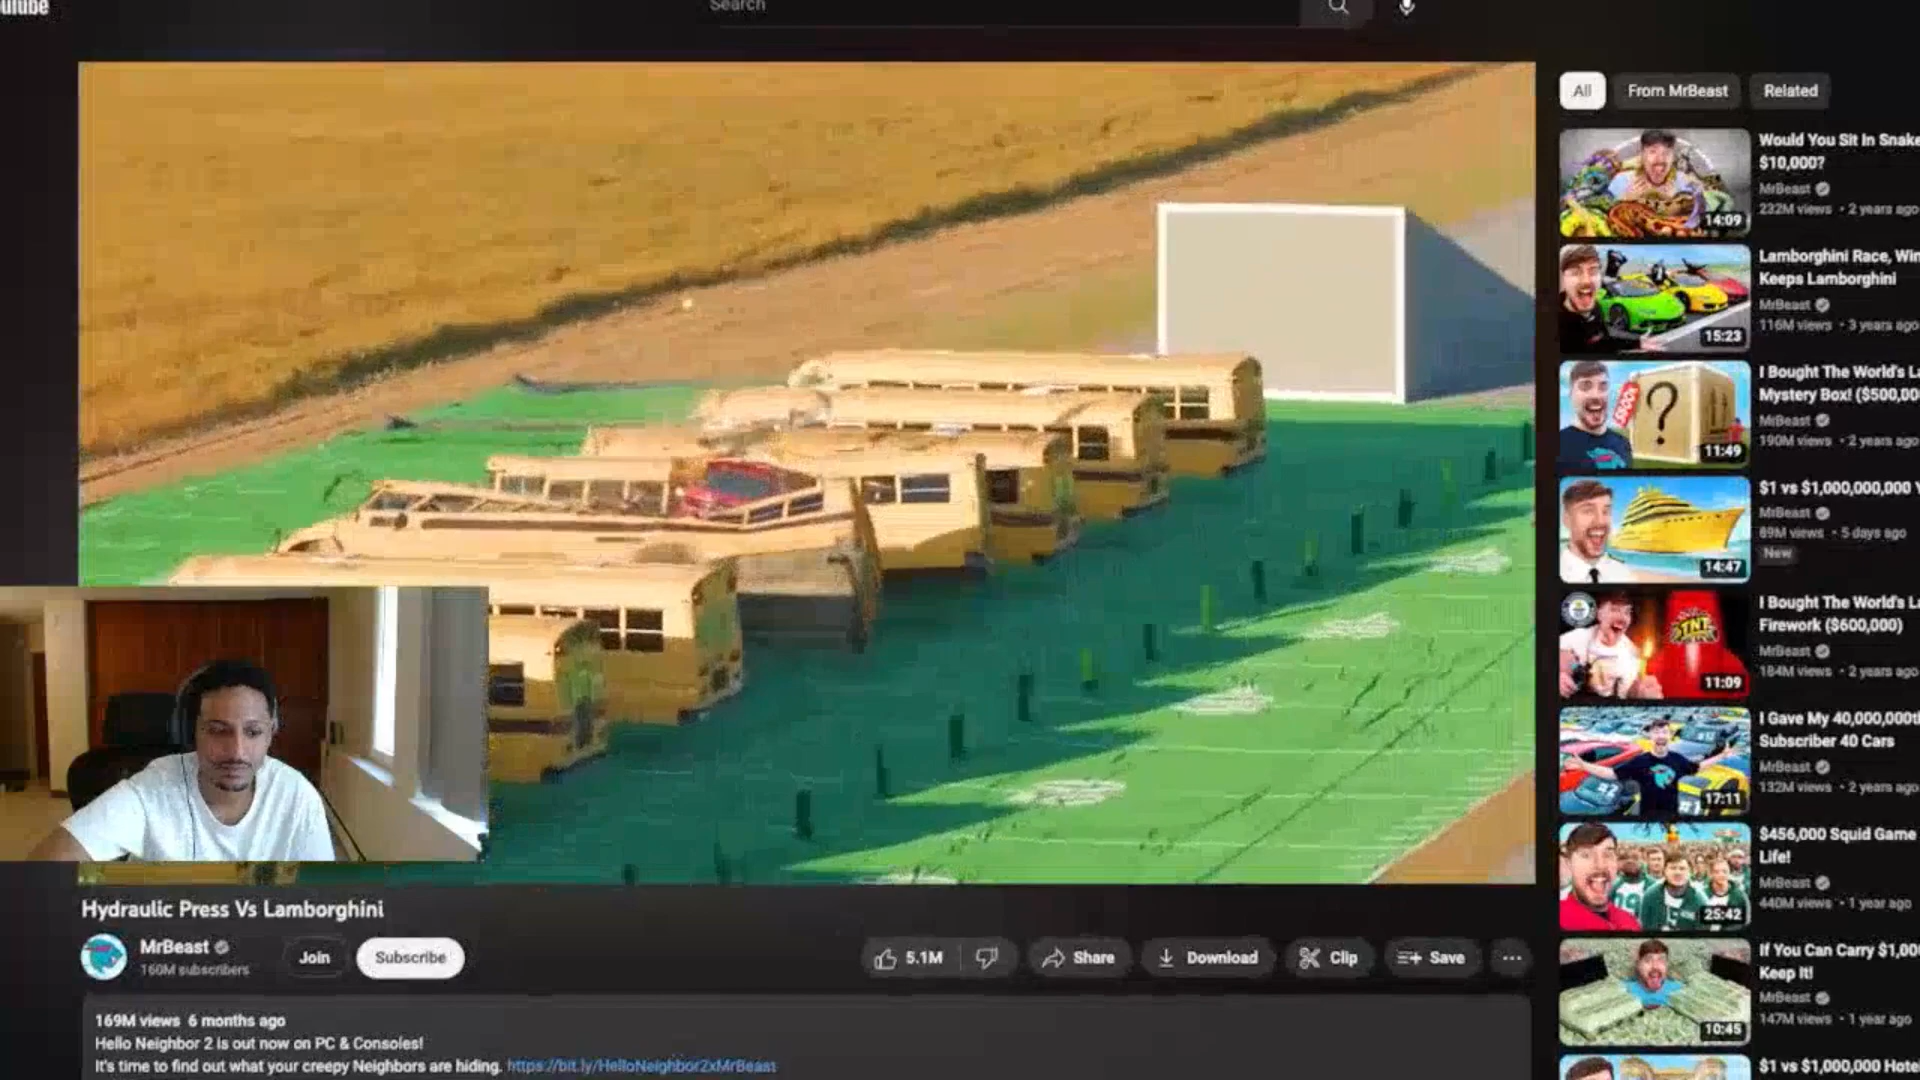 Search
All
From MrBeast
Related
Would You Sit In Snake
$10,000?
MrBeast
232M views • 2 years ago
14:09
Lamborghini Race, Win
Keeps Lamborghini
MrBeast
116M views • 3 years ago
15:23
I Bought The World's La
Mystery Box! ($500,00
MrBeast
190M views • 2 years ago
11:49
$1 vs $1,000,000,000 Y
MrBeast
89M views • 5 days ago
New
14:47
I Bought The World's La
Firework ($600,000)
MrBeast
184M views • 2 years ago
TNT
11:09
I Gave My 40,000,000t
Subscriber 40 Cars
MrBeast
132M views • 2 years ago
17:11
$456,000 Squid Game
Life!
MrBeast
440M views • 1 year ago
25:42
If You Can Carry $1,00
Keep It!
MrBeast
147M views • 1 year ago
10:45
$1 vs $1,000,000 Hote
Hydraulic Press Vs Lamborghini
MrBeast
160M subscribers
Join
Subscribe
5.1M
Share
Download
Clip
Save
169M views 6 months ago
Hello Neighbor 2 is out now on PC & Consoles!
It's time to find out what your creepy Neighbors are hiding. https://bit.ly/HelloNeighbor2xMrBeast